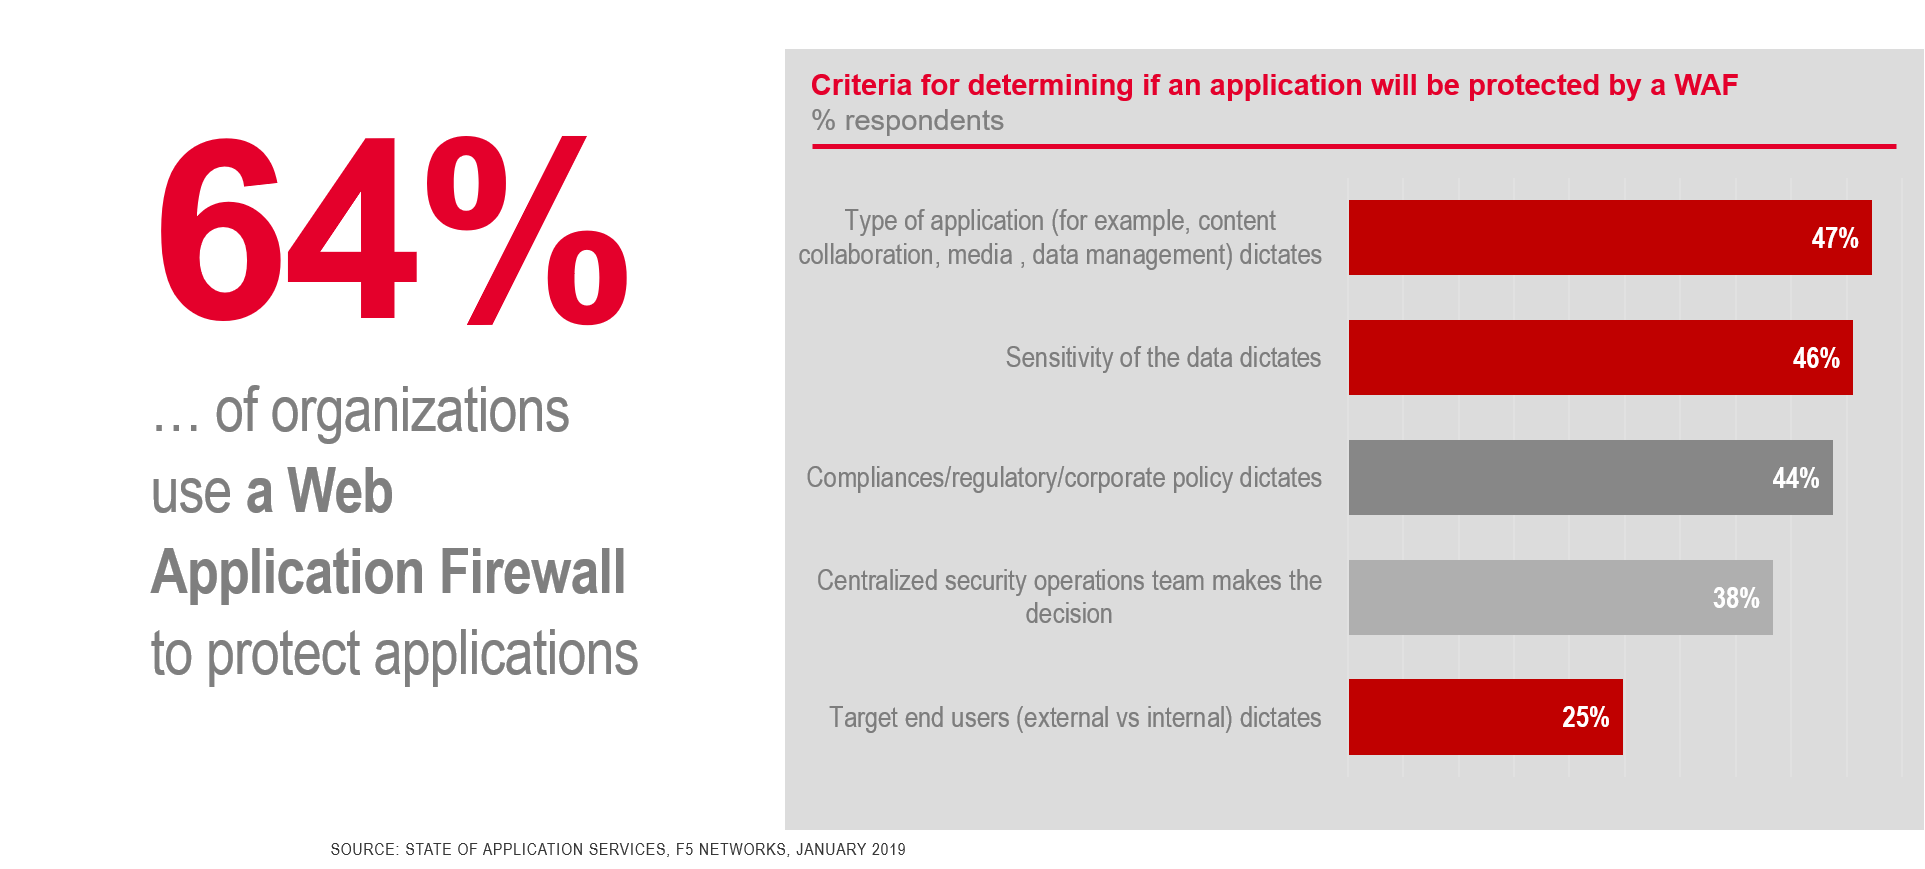 64%
… of organizations
use a Web
Application Firewall
to protect applications
Criteria for determining if an application will be protected by a WAF
% respondents
Type of application (for example, content
collaboration, media , data management) dictates
47%
Sensitivity of the data dictates
46%
Compliances/regulatory/corporate policy dictates
44%
Centralized security operations team makes the
decision
38%
Target end users (external vs internal) dictates
25%
SOURCE: STATE OF APPLICATION SERVICES, F5 NETWORKS, JANUARY 2019